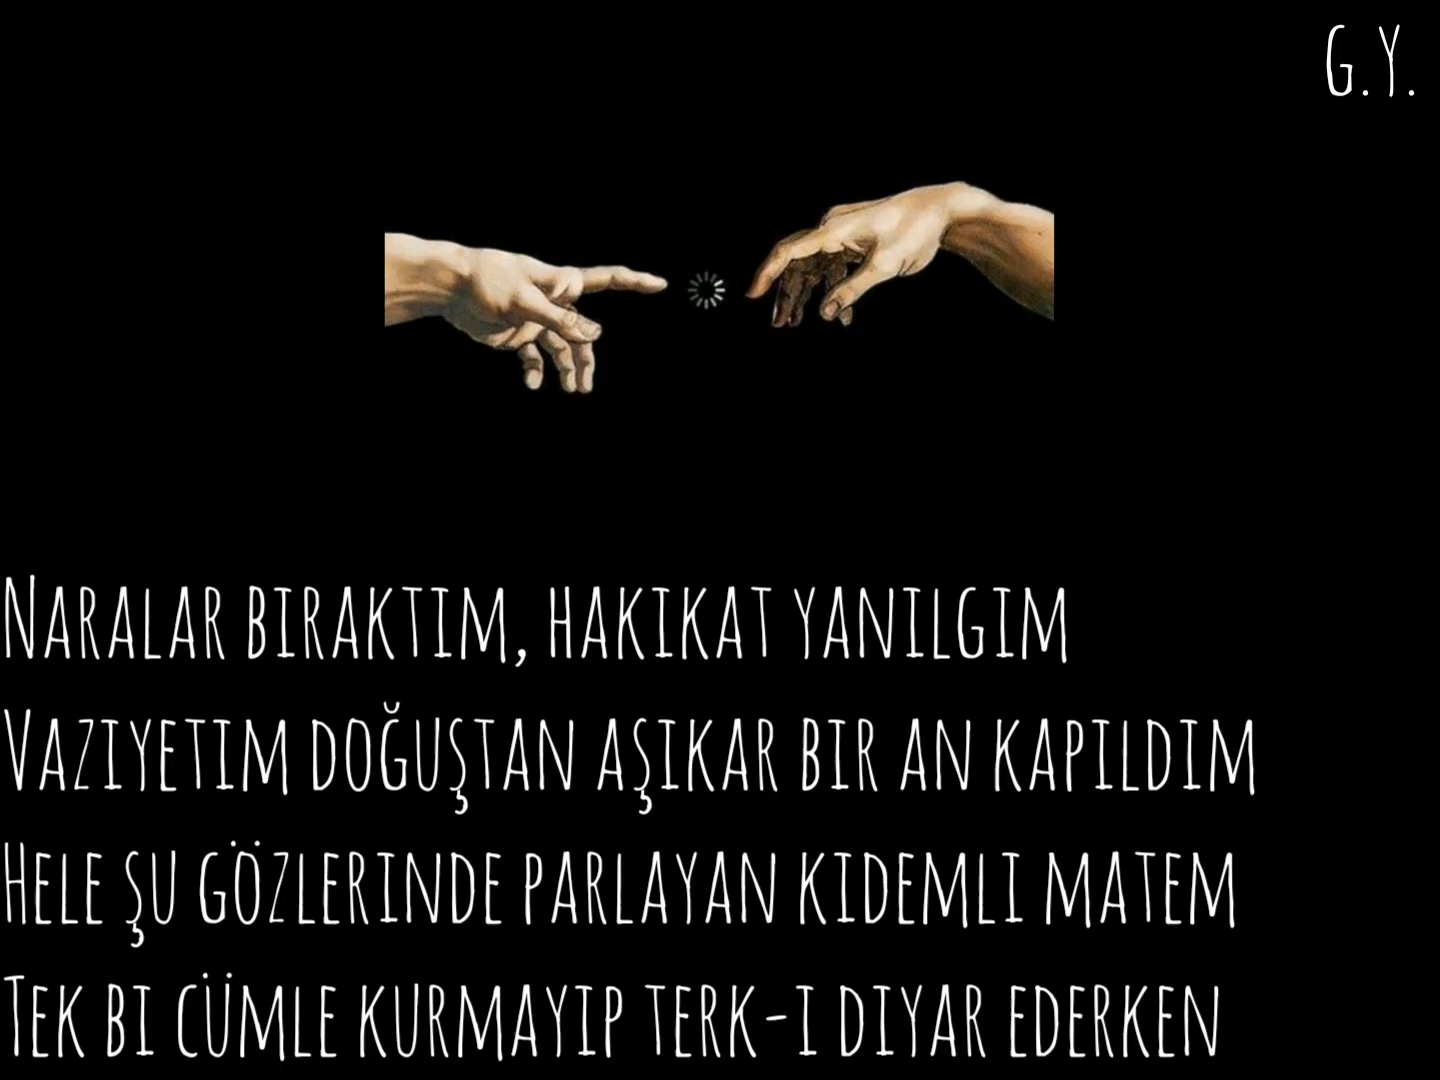 G.Y.
Naralar bıraktım, hakikat yanılgım
Vaziyetim doğuştan aşikar bir an kapıldım
Hele şu gözlerinde parlayan kıdemli matem
Tek bi cümle kurmayıp terk-i diyar ederken